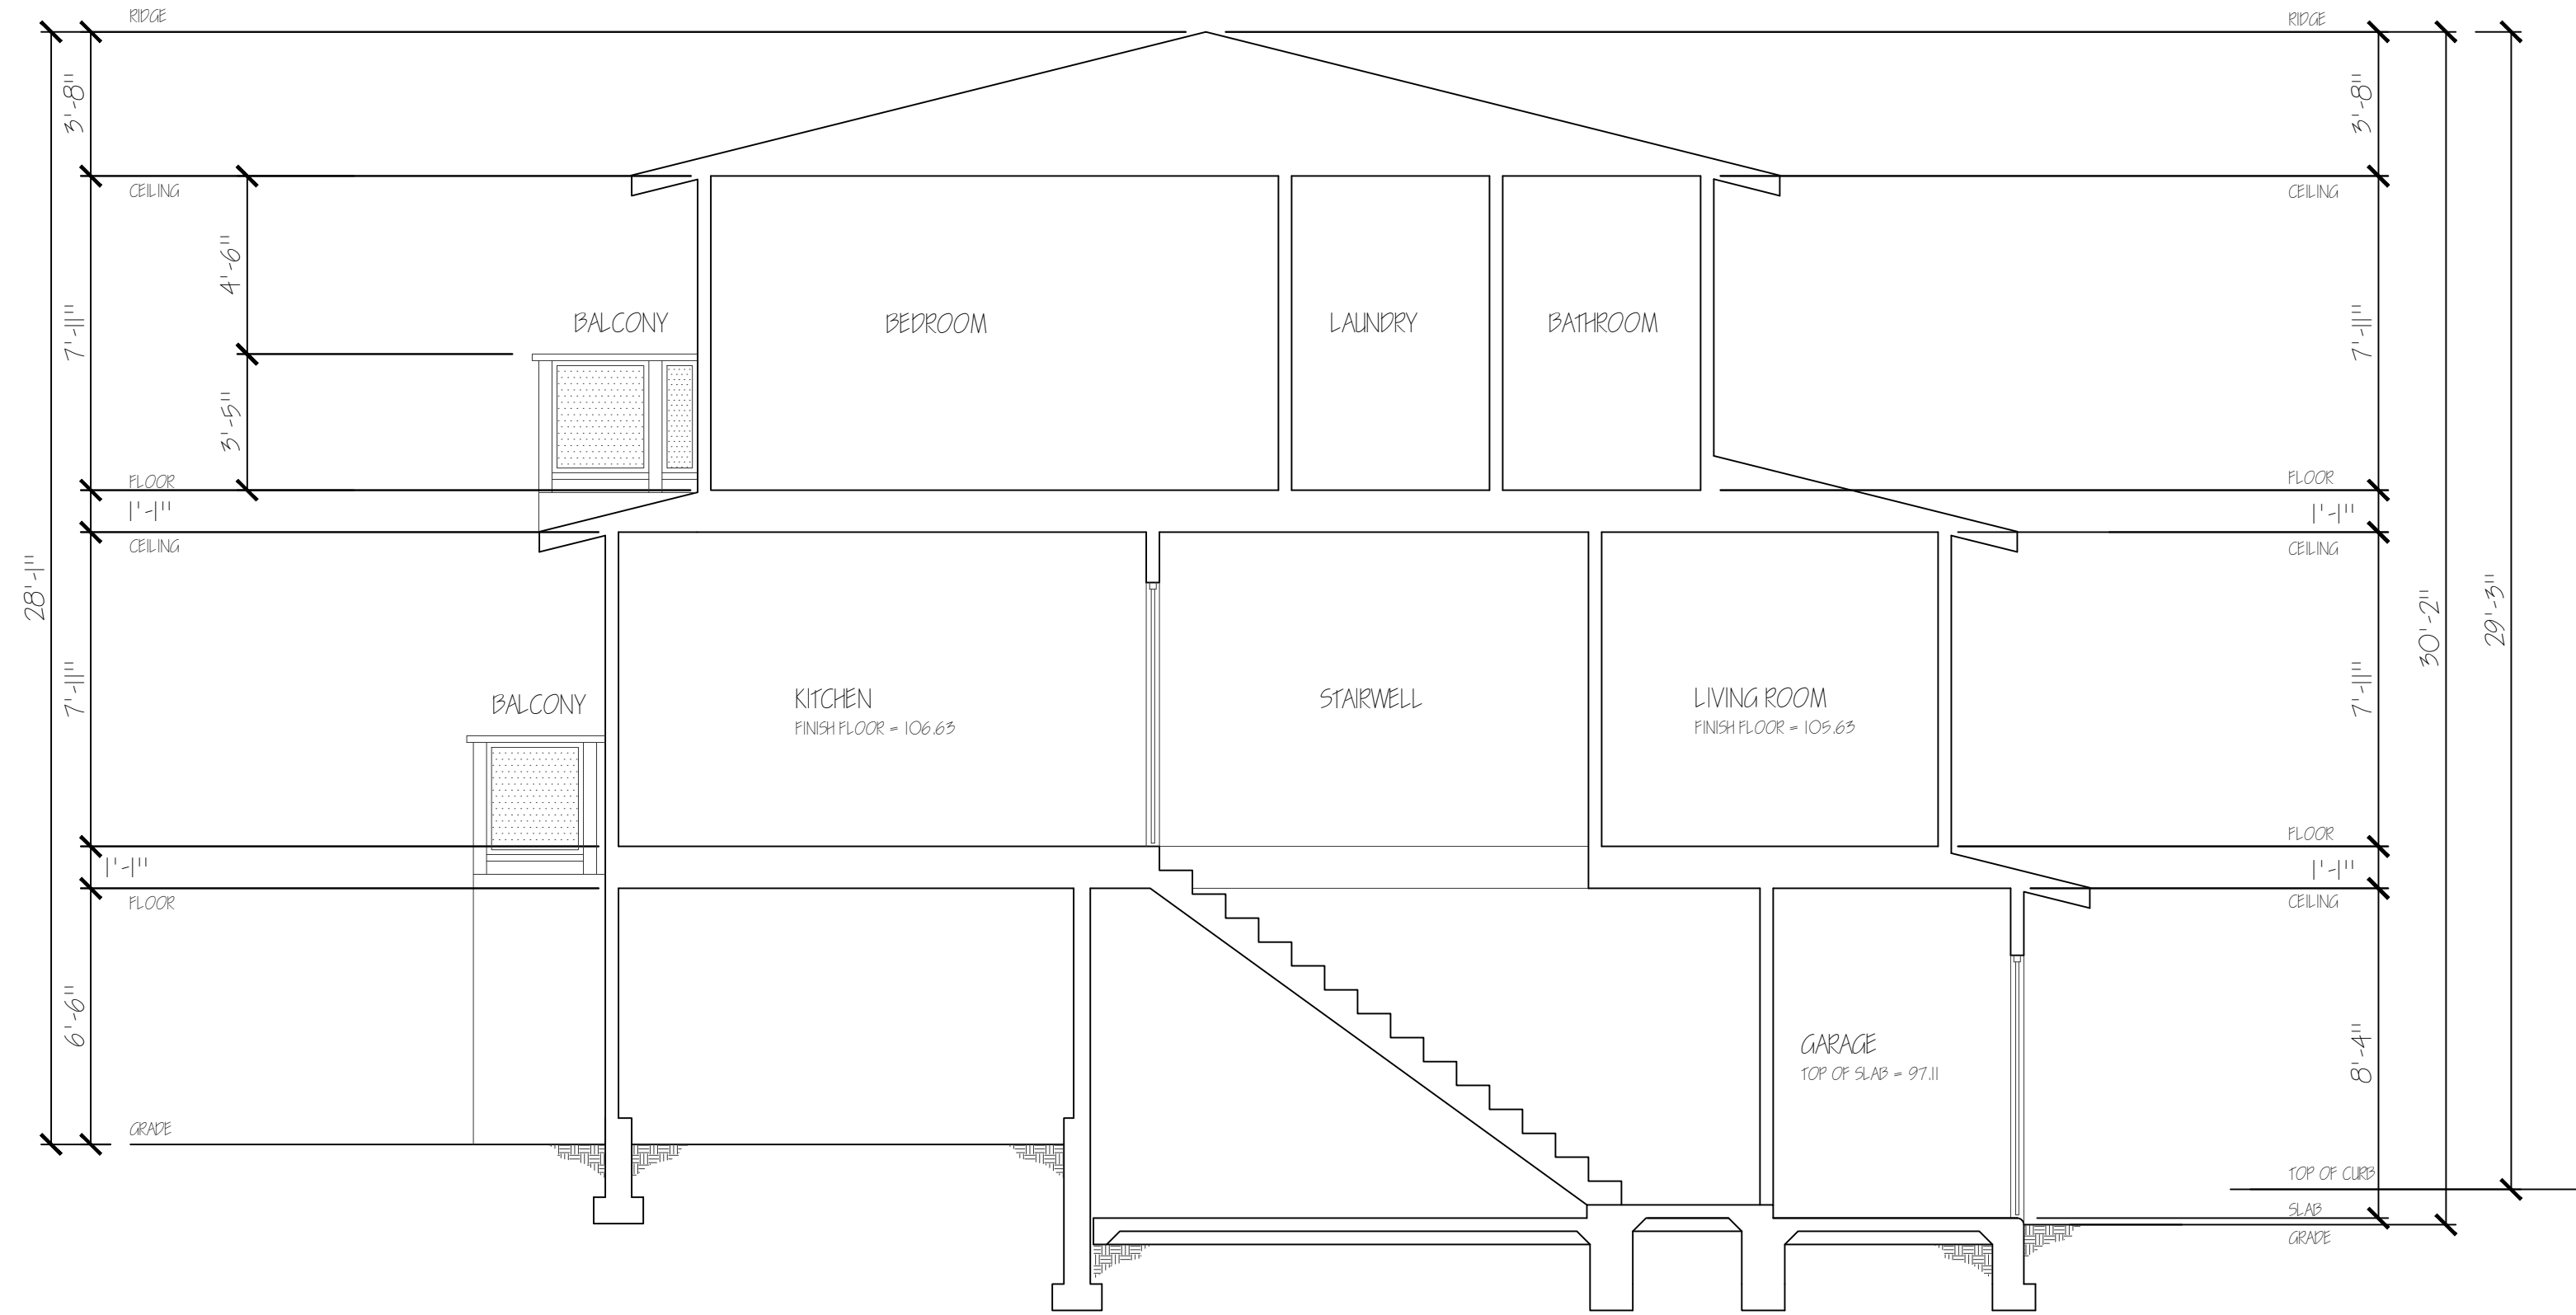 RIDGE
RIDGE
3'-8"
3'-8"
CEILING
CEILING
4'-6"
7'-11"
BALCONY
BEDROOM
LAUNDRY
BATHROOM
7'-11"
3'-5"
FLOOR
FLOOR
1'-1"
1'-1"
CEILING
CEILING
28'-1"
30'-2"
29'-3"
7'-11"
BALCONY
KITCHEN
FINISH FLOOR = 106.63
STAIRWELL
LIVING ROOM
FINISH FLOOR = 105.63
7'-11"
FLOOR
1'-1"
1'-1"
FLOOR
CEILING
6'-6"
GARAGE
TOP OF SLAB = 97.11
8'-4"
GRADE
TOP OF CURB
SLAB
GRADE